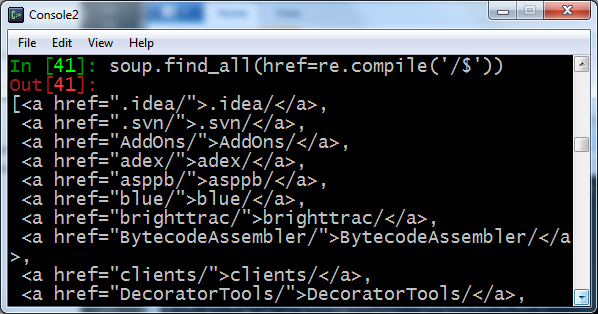 Console2
File View Help
In [41]: soup.find_all(href=re.compile('/$'))
Out[41]:
[<a href=".idea/">.idea/</a>,
<a href=".svn/">.svn/</a>,
<a href="AddOns/">AddOns/</a>,
<a href="adex/">adex/</a>,
<a href="asppb/">asppb/</a>,
<a href="blue/">blue/</a>,
<a href="brighttrac/">brighttrac/</a>,
<a href="BytecodeAssembler/">BytecodeAssembler/</a
>,
<a href="clients/">clients/</a>,
<a href="DecoratorTools/">DecoratorTools/</a>,